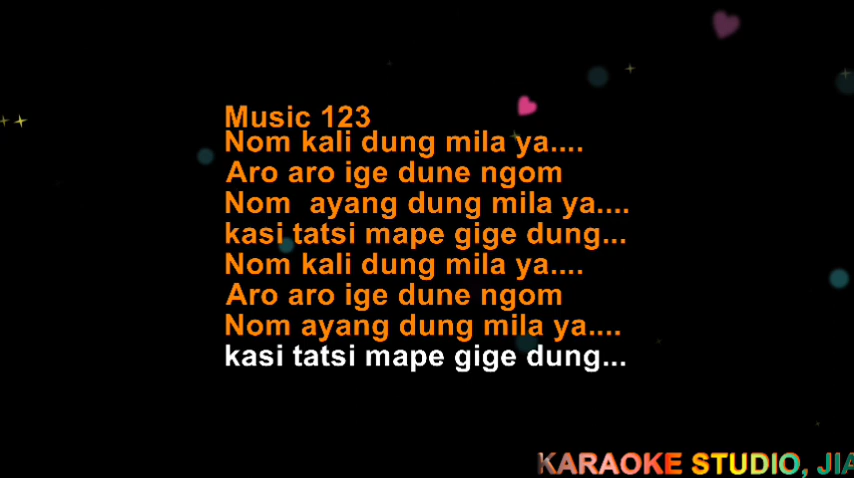 Music 123
Nom kali dung mila ya....
Aro aro ige dune ngom
Nom  ayang dung mila ya....
kasi tatsi mape gige dung...
Nom kali dung mila ya....
Aro aro ige dune ngom
Nom ayang dung mila ya....
kasi tatsi mape gige dung...
KARAOKE STUDIO,